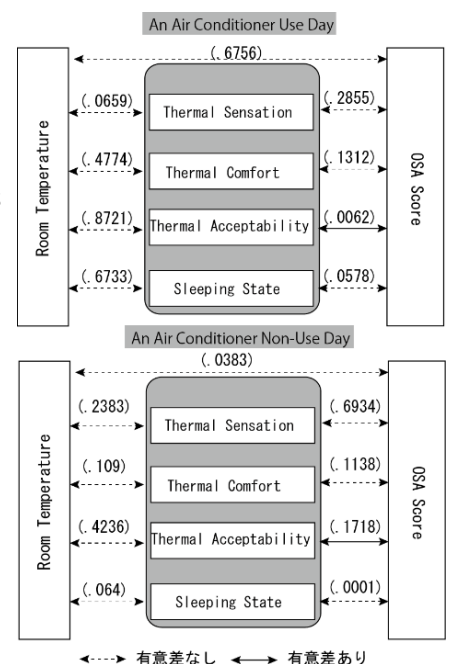 An Air Conditioner Use Day
(. 6756)
Room Temperature
OSA Score
(. 0659)
Thermal Sensation
(. 2855)
(. 4774)
Thermal Comfort
(. 1312)
(. 8721)
Thermal Acceptability
(. 0062)
(. 6733)
Sleeping State
(. 0578)
An Air Conditioner Non-Use Day
(. 0383)
Room Temperature
OSA Score
(. 2383)
Thermal Sensation
(. 6934)
(. 109)
Thermal Comfort
(. 1138)
(. 4236)
Thermal Acceptability
(. 1718)
(. 064)
Sleeping State
(. 0001)
有意差なし 有意差あり